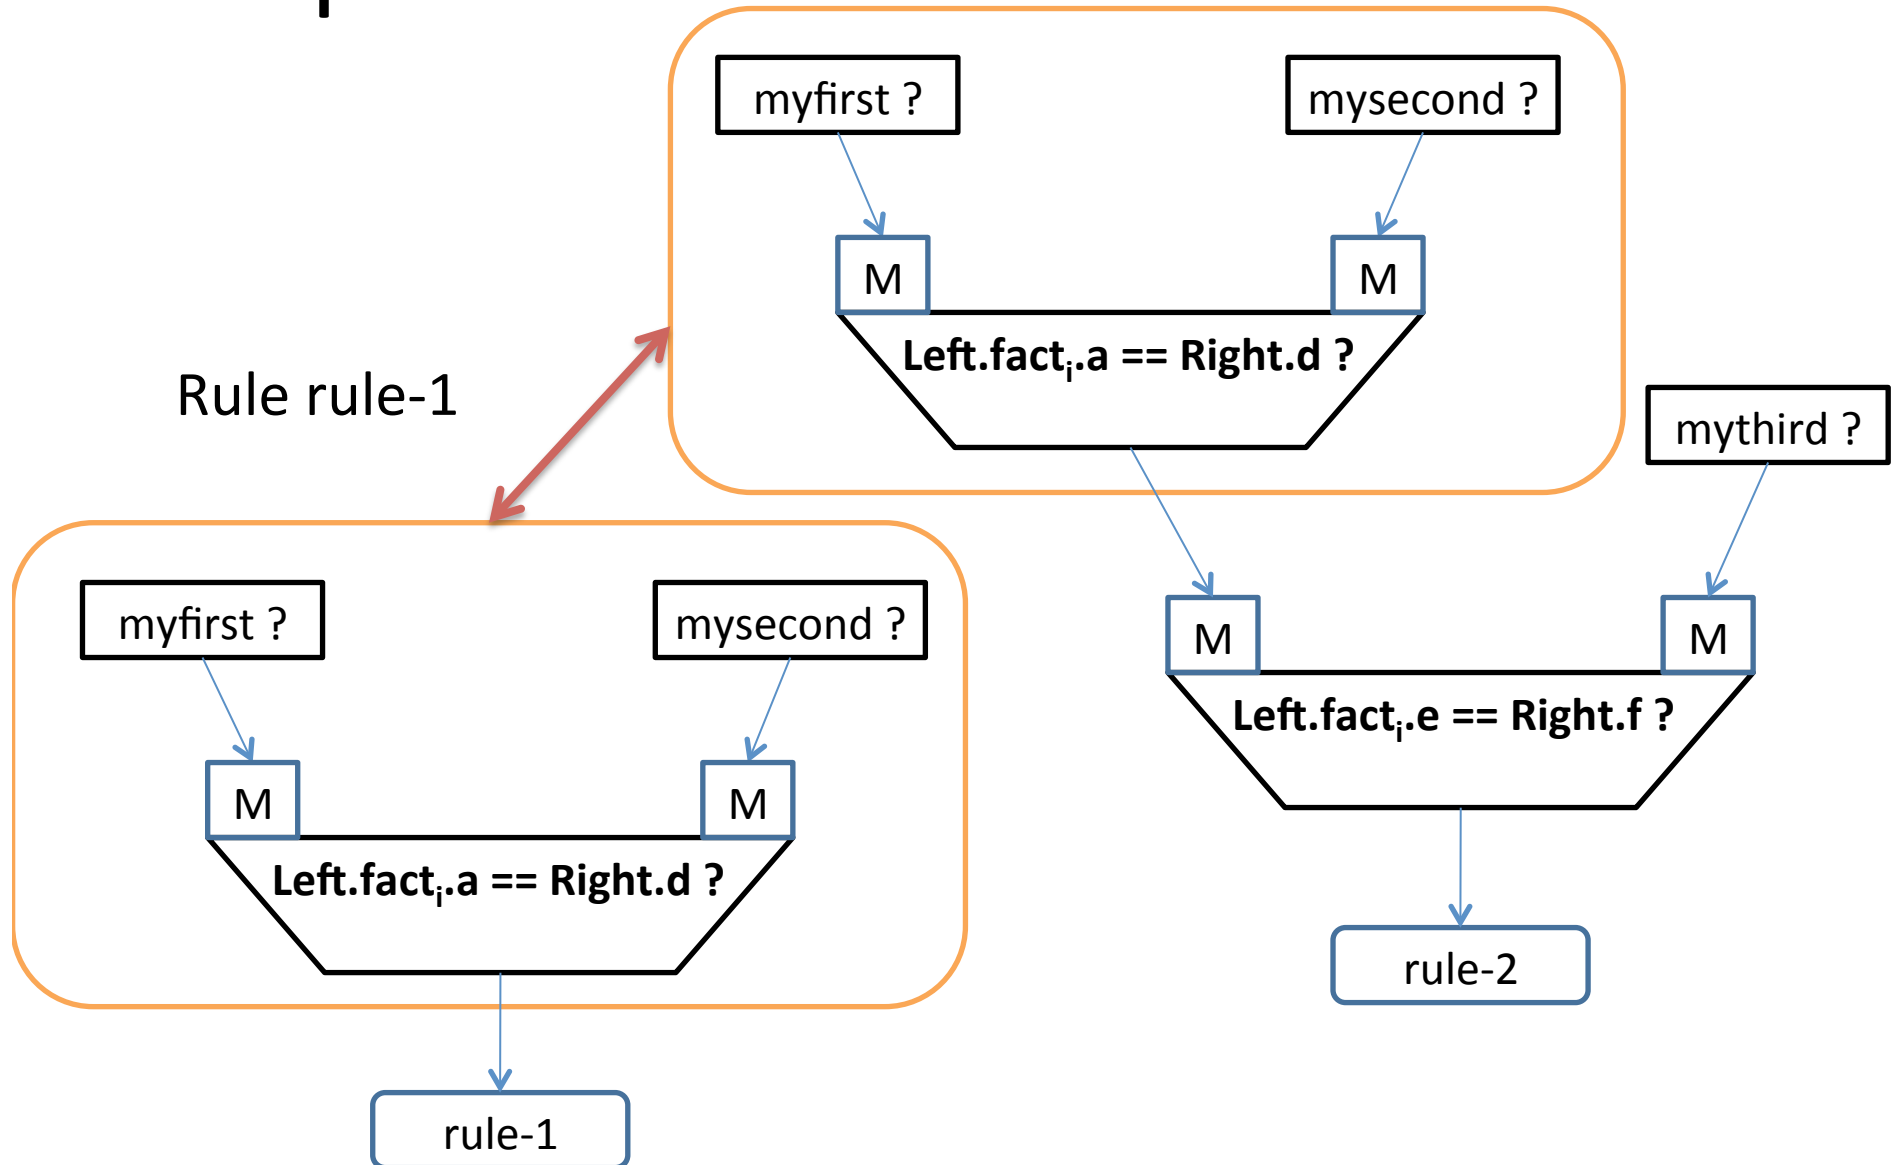 myfirst ?
mysecond ?
M
M
Left.factᵢ.a == Right.d ?
Rule rule-1
mythird ?
myfirst ?
mysecond ?
M
M
Left.factᵢ.e == Right.f ?
M
M
Left.factᵢ.a == Right.d ?
rule-2
rule-1